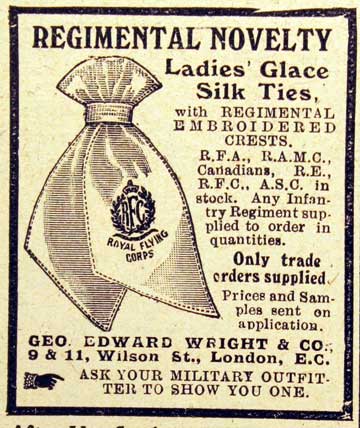 REGIMENTAL NOVELTY
Ladies' Glace
Silk Ties,
with REGIMENTAL
EMBROIDERED
CRESTS.
R.F.A., R.A.M.C.,
Canadians, R.E.,
R.F.C., A.S.C. in
stock. Any Infan-
try Regiment sup-
plied to order in
quantities.
Only trade
orders supplied.
Prices and Sam-
ples sent on
application.
RFC
ROYAL FLYING
CORPS
GEO. EDWARD WRIGHT & CO.,
9 & 11, Wilson St., London, E.C.
ASK YOUR MILITARY OUTFIT-
TER TO SHOW YOU ONE.